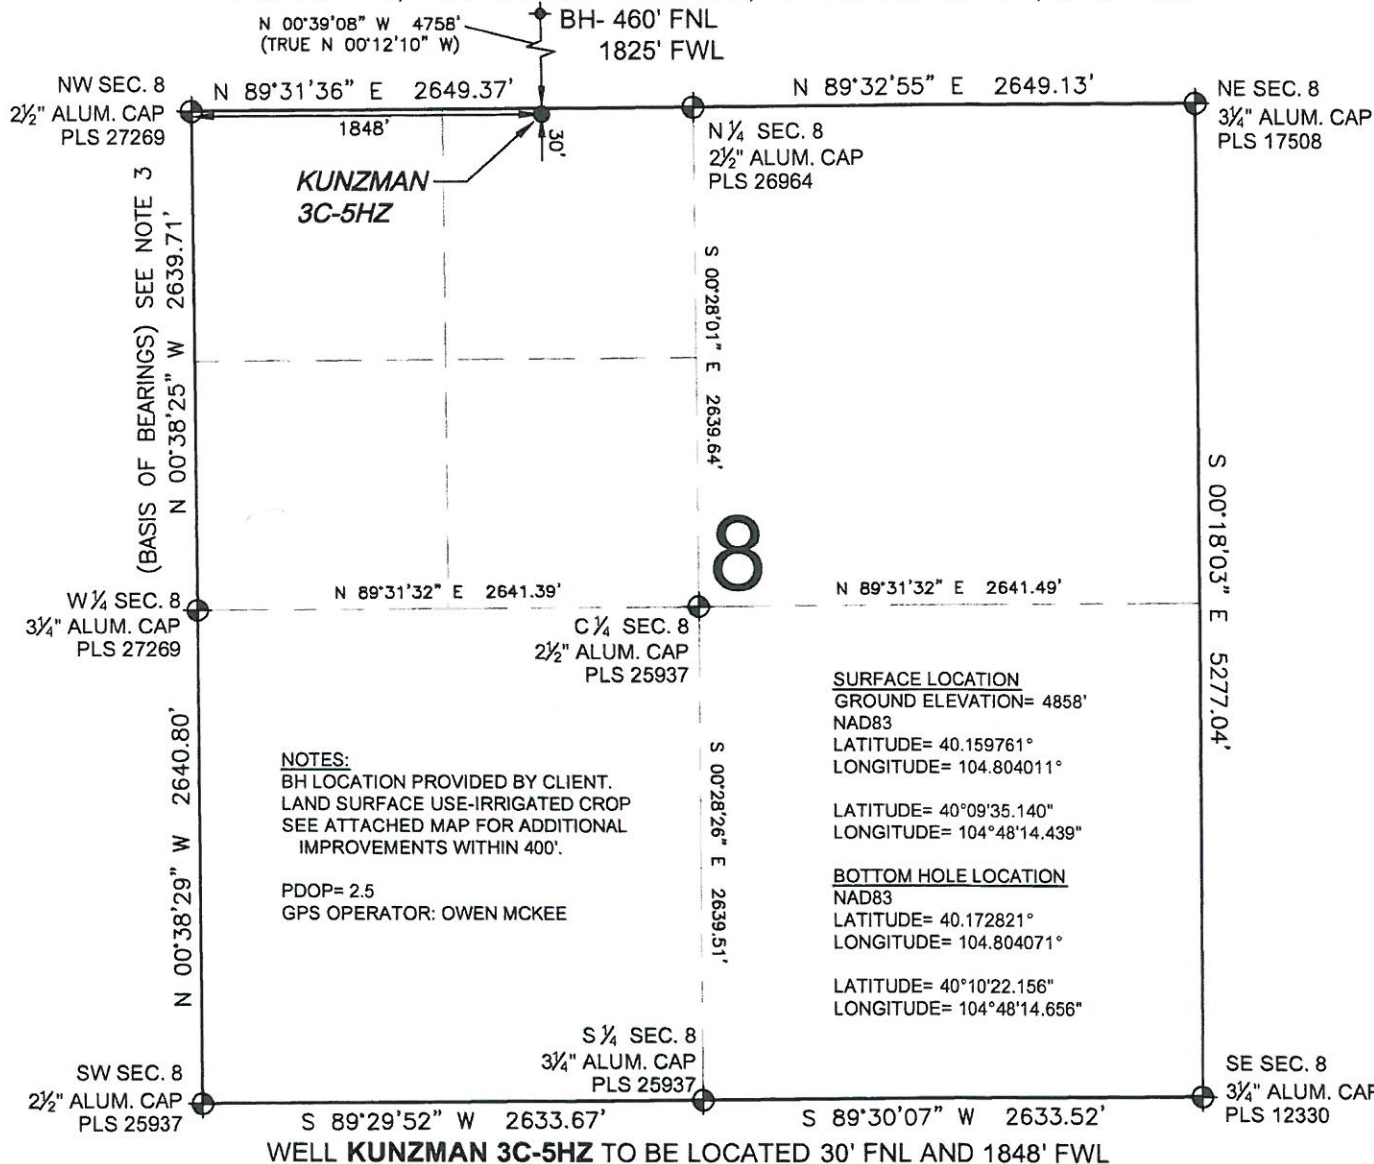 N 00°39'08" W 4758'
(TRUE N 00°12'10" W)
BH- 460' FNL
1825' FWL
NW SEC. 8
2½" ALUM. CAP
PLS 27269
N 89°31'36" E 2649.37'
N 89°32'55" E 2649.13'
NE SEC. 8
3¼" ALUM. CAP
PLS 17508
1848'
30'
N ¼ SEC. 8
2½" ALUM. CAP
PLS 26964
KUNZMAN
3C-5HZ
(BASIS OF BEARINGS) SEE NOTE 3
N 00°38'25" W 2639.71'
S 00°28'01" E 2639.64'
S 00°18'03" E 5277.04'
8
W ¼ SEC. 8
3¼" ALUM. CAP
PLS 27269
N 89°31'32" E 2641.39'
N 89°31'32" E 2641.49'
C ¼ SEC. 8
2½" ALUM. CAP
PLS 25937
SURFACE LOCATION
GROUND ELEVATION= 4858'
NAD83
LATITUDE= 40.159761°
LONGITUDE= 104.804011°
LATITUDE= 40°09'35.140"
LONGITUDE= 104°48'14.439"
BOTTOM HOLE LOCATION
NAD83
LATITUDE= 40.172821°
LONGITUDE= 104.804071°
LATITUDE= 40°10'22.156"
LONGITUDE= 104°48'14.656"
NOTES:
BH LOCATION PROVIDED BY CLIENT.
LAND SURFACE USE-IRRIGATED CROP
SEE ATTACHED MAP FOR ADDITIONAL
IMPROVEMENTS WITHIN 400'.
PDOP= 2.5
GPS OPERATOR: OWEN MCKEE
N 00°38'29" W 2640.80'
S 00°28'26" E 2639.51'
SW SEC. 8
2½" ALUM. CAP
PLS 25937
S ¼ SEC. 8
3¼" ALUM. CAP
PLS 25937
SE SEC. 8
3¼" ALUM. CAP
PLS 12330
S 89°29'52" W 2633.67'
S 89°30'07" W 2633.52'
WELL KUNZMAN 3C-5HZ TO BE LOCATED 30' FNL AND 1848' FWL